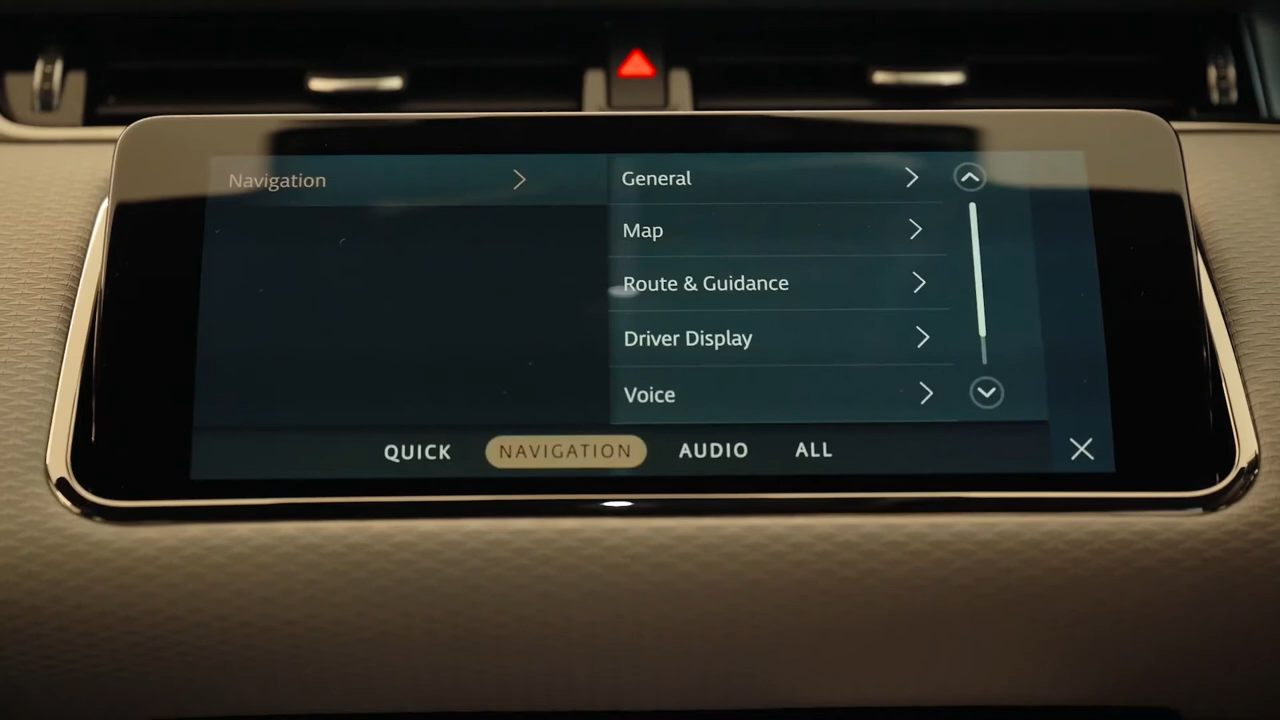 Navigation
General
Map
Route & Guidance
Driver Display
Voice
QUICK NAVIGATION AUDIO ALL